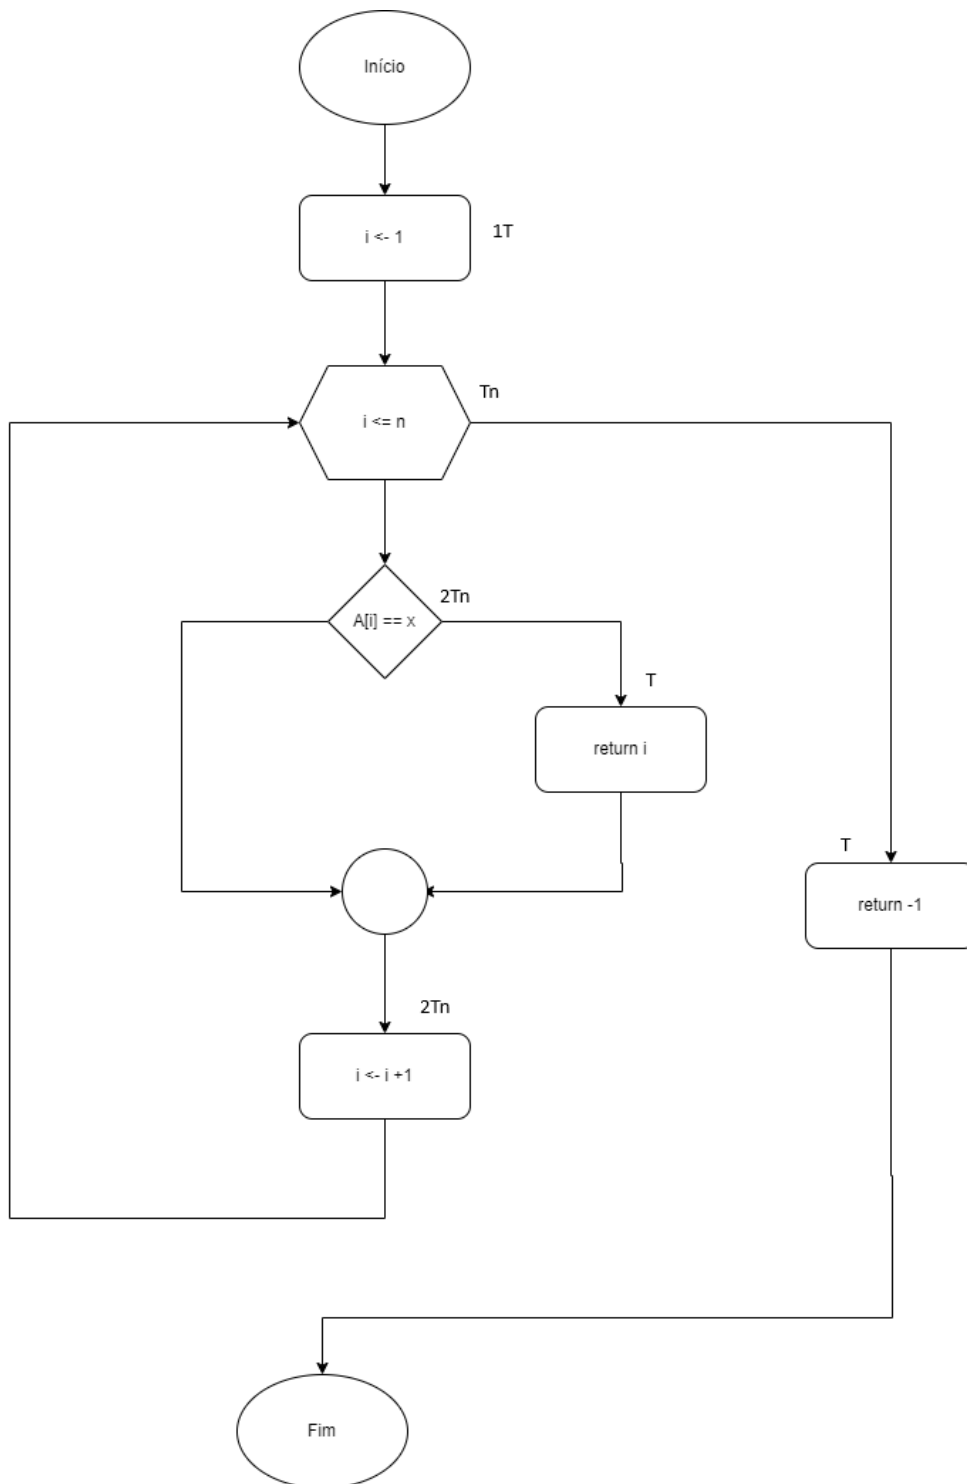 Início
i <- 1
1T
i <= n
Tn
A[i] == x
2Tn
T
return i
T
return -1
2Tn
i <- i +1
Fim